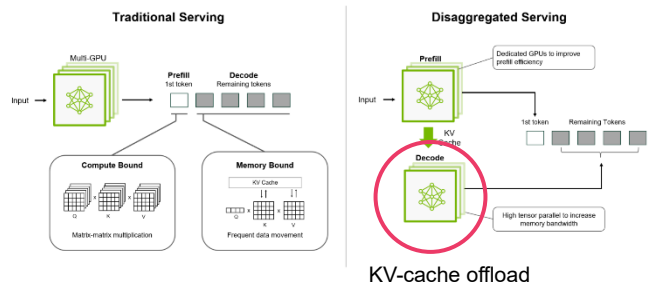 Traditional Serving
Multi-GPU
Input
Prefill
1st token
Decode
Remaining tokens
Compute Bound
Q x K x V
Matrix-matrix multiplication
Memory Bound
KV Cache
Q x K x V
Frequent data movement
Disaggregated Serving
Prefill
Dedicated GPUs to improve
prefill efficiency
Input
1st token
Remaining Tokens
KV
Cache
Decode
High tensor parallel to increase
memory bandwidth
KV-cache offload